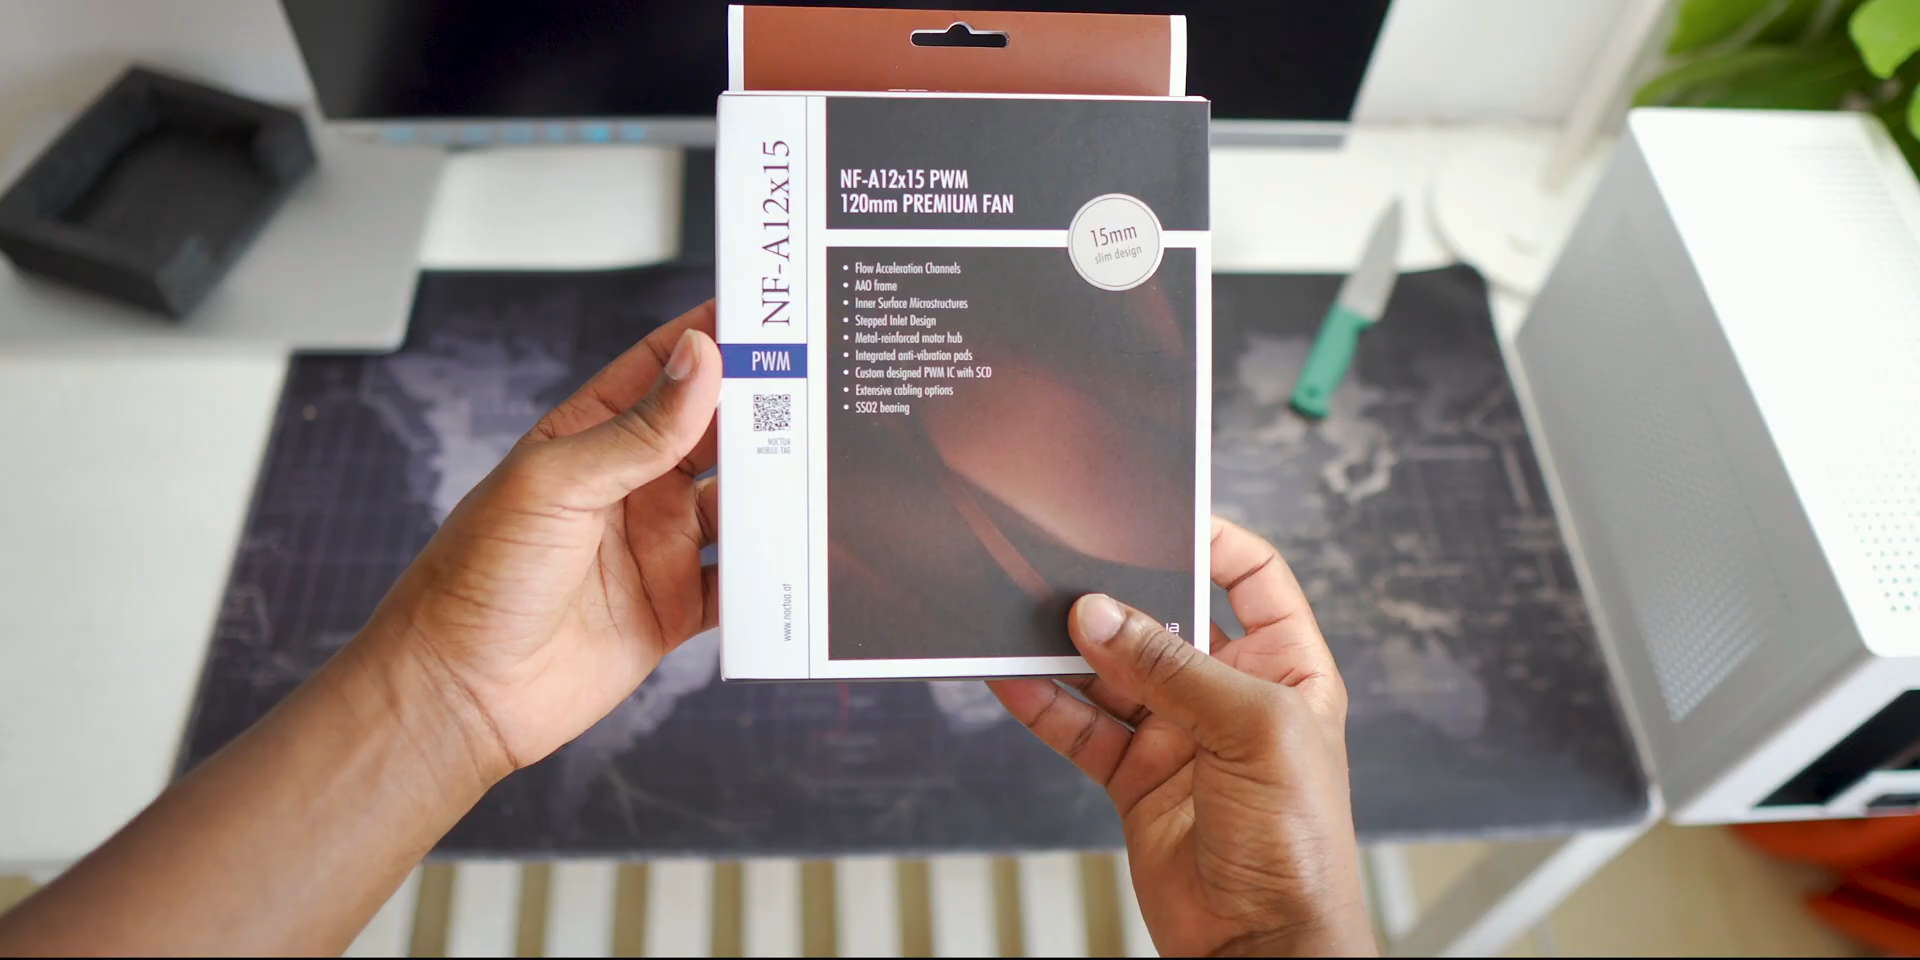 NF-A12x15
PWM
NOCTUA
MOBILE TAG
www.noctua.at
NF-A12x15 PWM
120mm PREMIUM FAN
15mm
slim design
• Flow Acceleration Channels
• AAO frame
• Inner Surface Microstructures
• Stepped Inlet Design
• Metal-reinforced motor hub
• Integrated anti-vibration pads
• Custom designed PWM IC with SCD
• Extensive cabling options
• SSO2 bearing